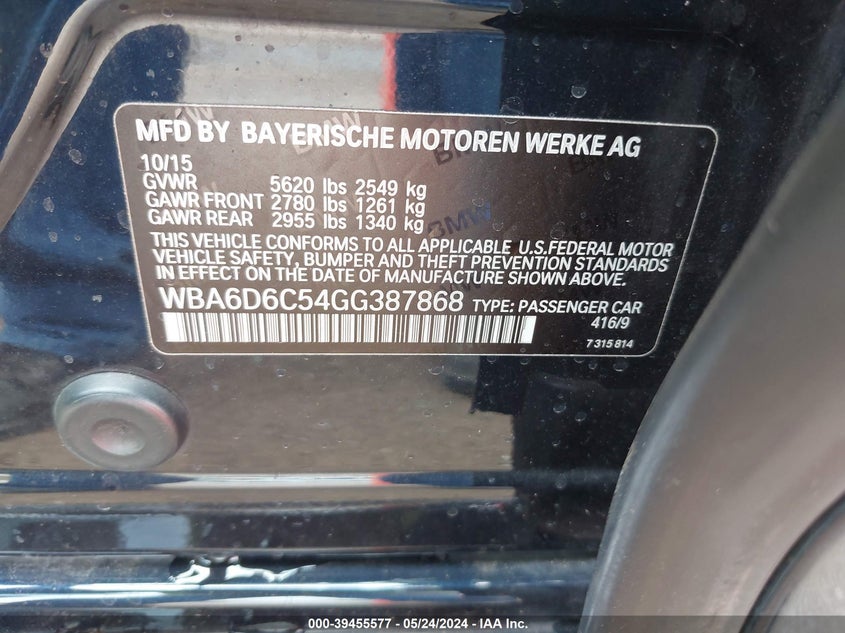 MFD BY BAYERISCHE MOTOREN WERKE AG
10/15
GVWR 5620 lbs 2549 kg
GAWR FRONT 2780 lbs 1261 kg
GAWR REAR 2955 lbs 1340 kg
THIS VEHICLE CONFORMS TO ALL APPLICABLE U.S.FEDERAL MOTOR
VEHICLE SAFETY, BUMPER AND THEFT PREVENTION STANDARDS
IN EFFECT ON THE DATE OF MANUFACTURE SHOWN ABOVE.
WBA6D6C54GG387868 TYPE: PASSENGER CAR
416/9
7 315 814
000-39455577 - 05/24/2024 - IAA Inc.